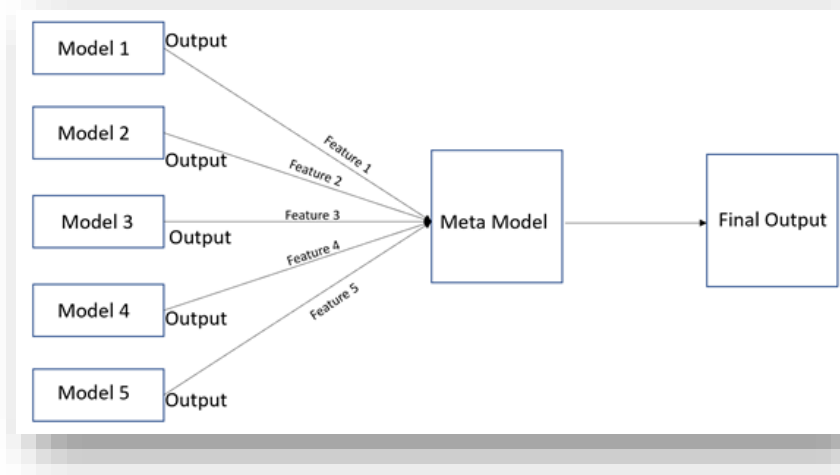 Model 1
Output
Feature 1
Model 2
Output
Feature 2
Model 3
Output
Feature 3
Model 4
Output
Feature 4
Model 5
Output
Feature 5
Meta Model
Final Output